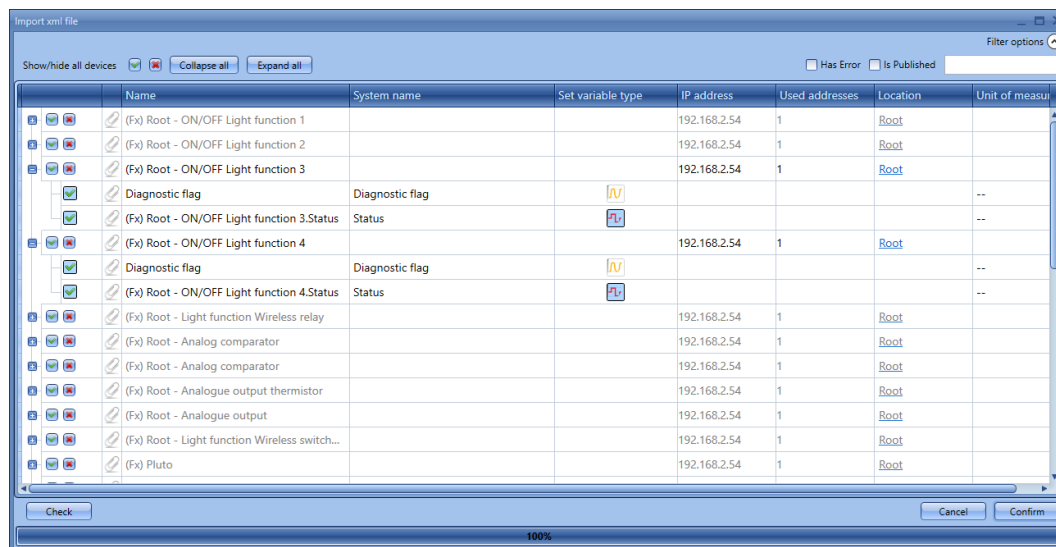 Import xml file
Filter options
Show/hide all devices Collapse all Expand all Has Error Is Published
Name System name Set variable type IP address Used addresses Location Unit of measur
(Fx) Root - ON/OFF Light function 1 192.168.2.54 1 Root
(Fx) Root - ON/OFF Light function 2 192.168.2.54 1 Root
(Fx) Root - ON/OFF Light function 3 192.168.2.54 1 Root
Diagnostic flag Diagnostic flag --
(Fx) Root - ON/OFF Light function 3.Status Status --
(Fx) Root - ON/OFF Light function 4 192.168.2.54 1 Root
Diagnostic flag Diagnostic flag --
(Fx) Root - ON/OFF Light function 4.Status Status --
(Fx) Root - Light function Wireless relay 192.168.2.54 1 Root
(Fx) Root - Analog comparator 192.168.2.54 1 Root
(Fx) Root - Analog comparator 192.168.2.54 1 Root
(Fx) Root - Analogue output thermistor 192.168.2.54 1 Root
(Fx) Root - Analogue output 192.168.2.54 1 Root
(Fx) Root - Light function Wireless switch... 192.168.2.54 1 Root
(Fx) Pluto 192.168.2.54 1 Root
Check Cancel Confirm
100%